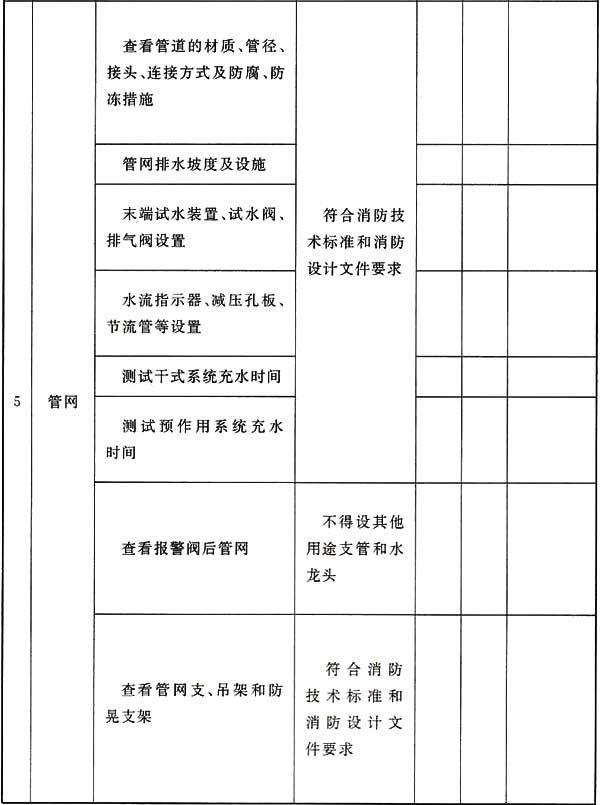 查看管道的材质、管径、
接头、连接方式及防腐、防
冻措施
管网排水坡度及设施
末端试水装置、试水阀、
排气阀设置
符合消防技
术标准和消防
设计文件要求
水流指示器、减压孔板、
节流管等设置
测试干式系统充水时间
5
管网
测试预作用系统充水
时间
查看报警阀后管网
不得设其他
用途支管和水
龙头
查看管网支、吊架和防
晃支架
符合消防
技术标准和
消防设计文
件要求